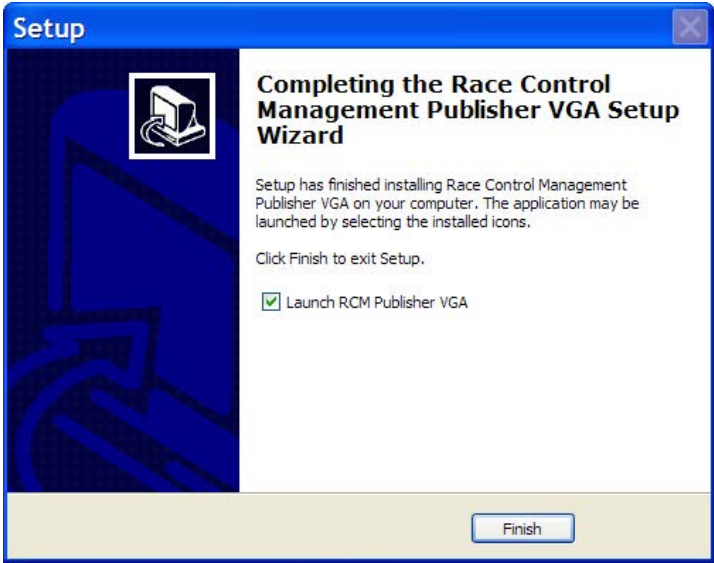 Setup
Completing the Race Control
Management Publisher VGA Setup
Wizard
Setup has finished installing Race Control Management
Publisher VGA on your computer. The application may be
launched by selecting the installed icons.
Click Finish to exit Setup.
Launch RCM Publisher VGA
Finish